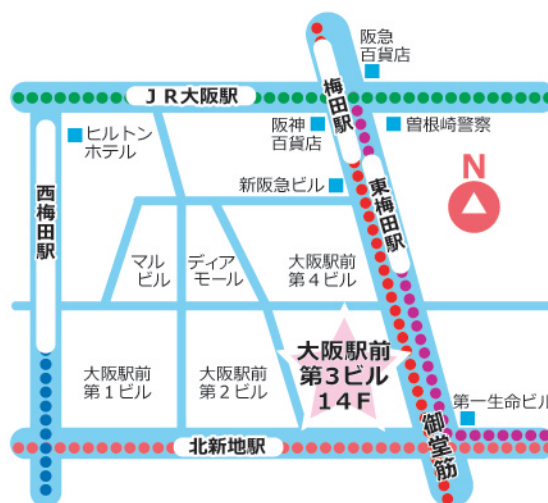 阪急
百貨店
梅田駅
JR大阪駅
ヒルトン
ホテル
阪神
百貨店
曽根崎警察
西梅田駅
新阪急ビル
東梅田駅
N
マル
ビル
ディア
モール
大阪駅前
第4ビル
大阪駅前
第1ビル
大阪駅前
第2ビル
大阪駅前
第3ビル
14F
第一生命ビル
北新地駅
御堂筋